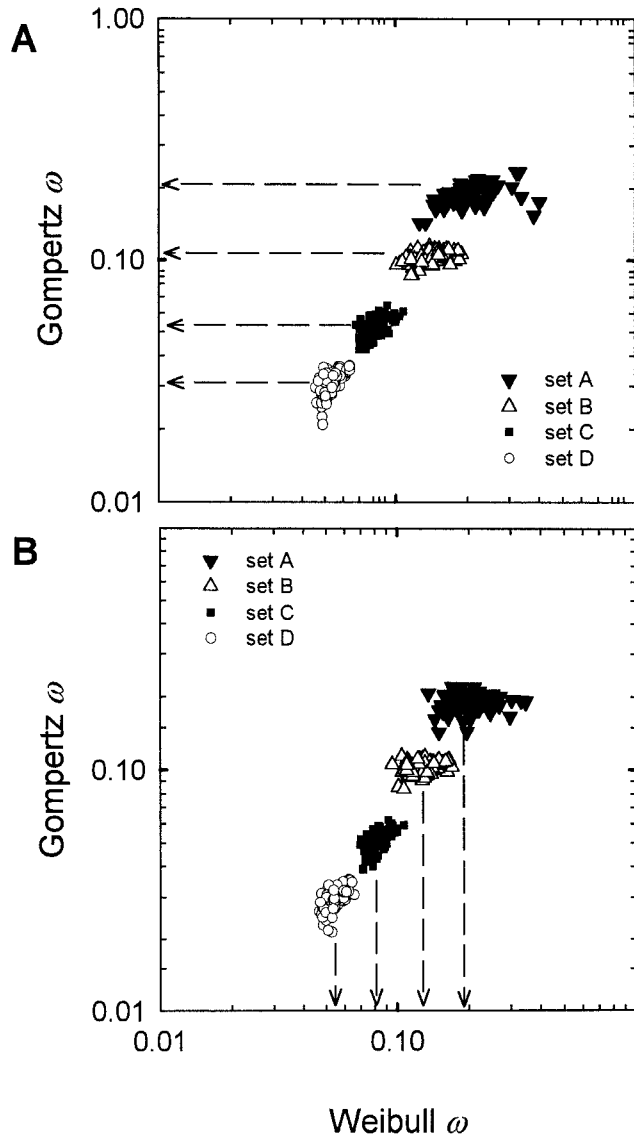 A
1.00
0.10
0.01
Gompertz ω
set A
set B
set C
set D
B
set A
set B
set C
set D
Gompertz ω
0.10
0.01
0.01
0.10
Weibull ω